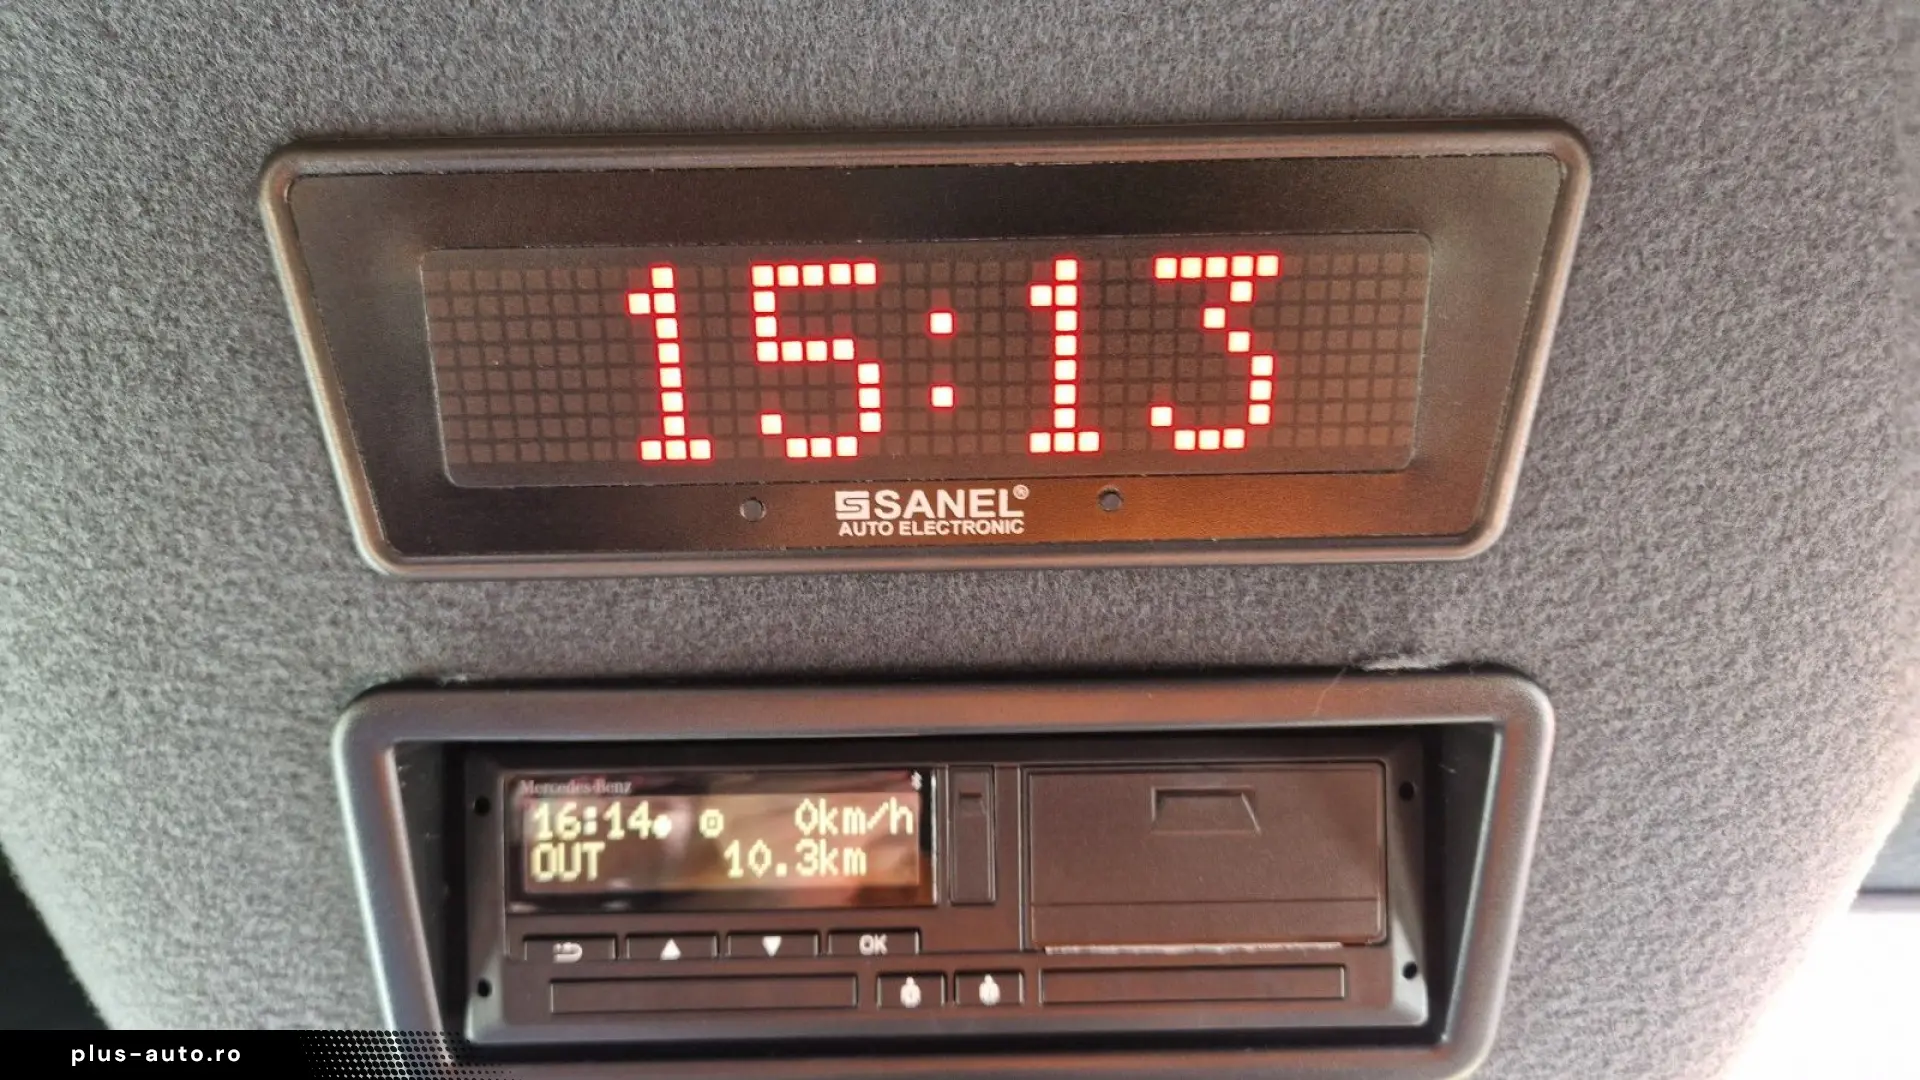 15:13
SANEL®
AUTO ELECTRONIC
Mercedes-Benz
16:14 0km/h
OUT 10.3km
OK
plus-auto.ro